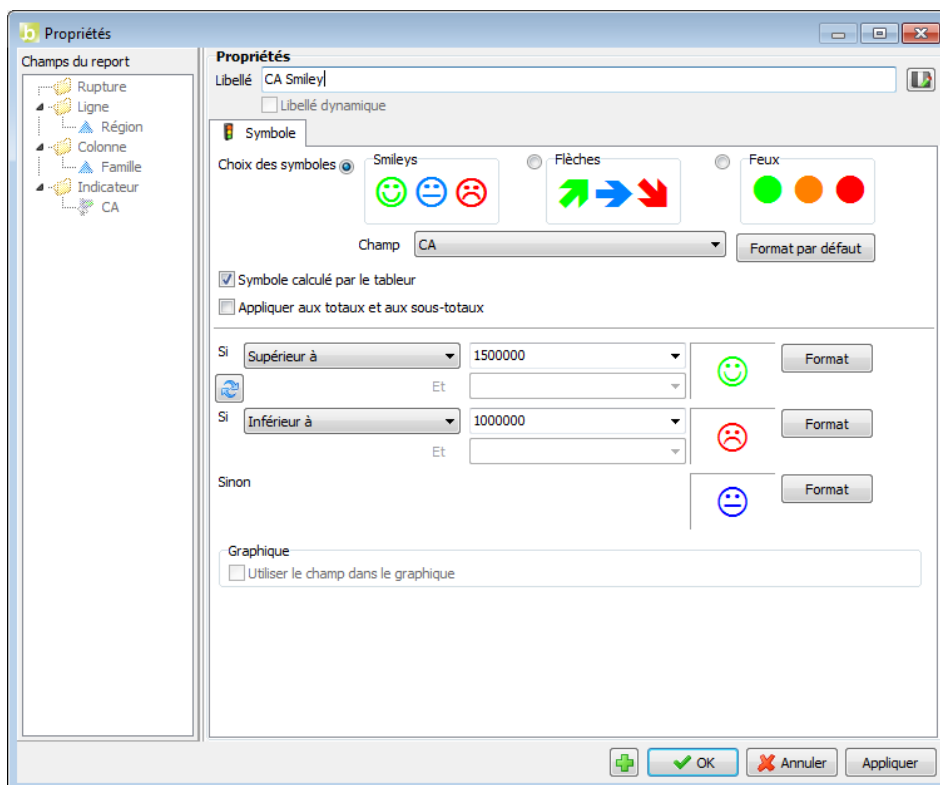 Propriétés
Champs du report
Rupture
Ligne
Région
Colonne
Famille
Indicateur
CA
Propriétés
Libellé CA Smiley
Libellé dynamique
Symbole
Choix des symboles Smileys Flèches Feux
Champ CA Format par défaut
Symbole calculé par le tableur
Appliquer aux totaux et aux sous-totaux
Si Supérieur à 1500000 Format
Et
Si Inférieur à 1000000 Format
Et
Sinon Format
Graphique
Utiliser le champ dans le graphique
OK Annuler Appliquer